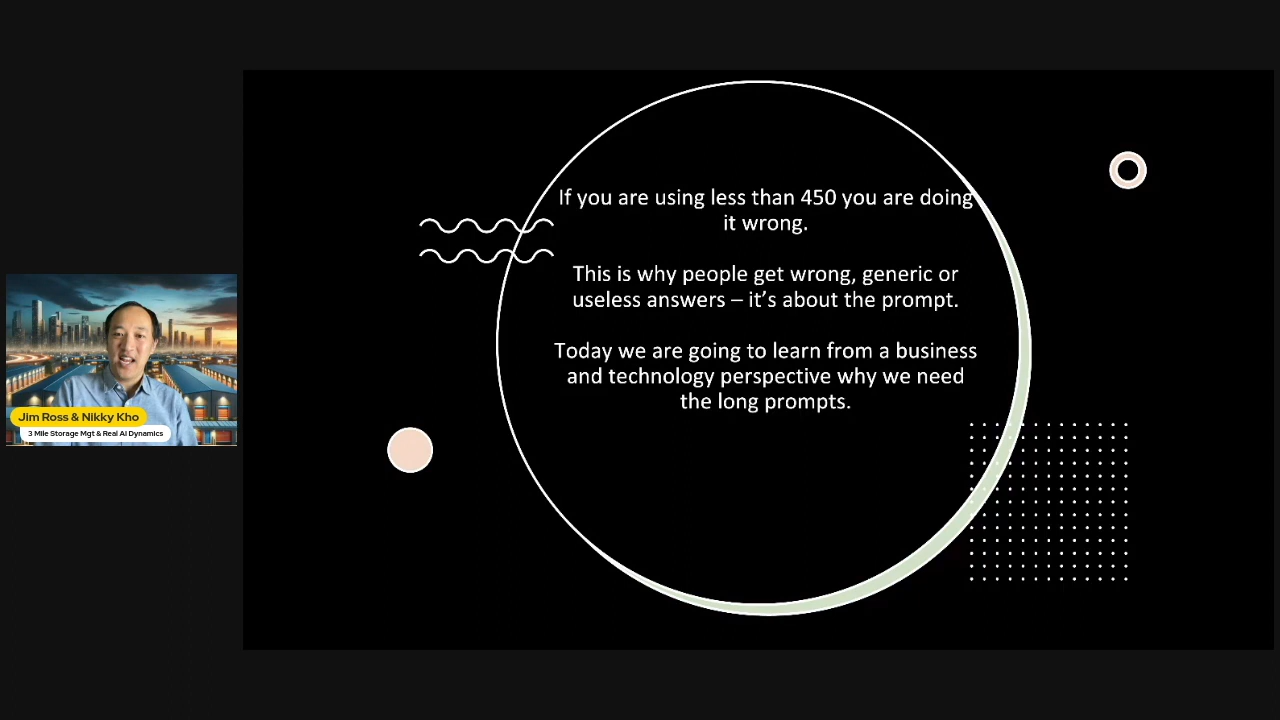 If you are using less than 450 you are doing
it wrong.
This is why people get wrong, generic or
useless answers – it’s about the prompt.
Today we are going to learn from a business
and technology perspective why we need
the long prompts.
Jim Ross & Nikky Kho
3 Mile Storage Mgt & Real AI Dynamics